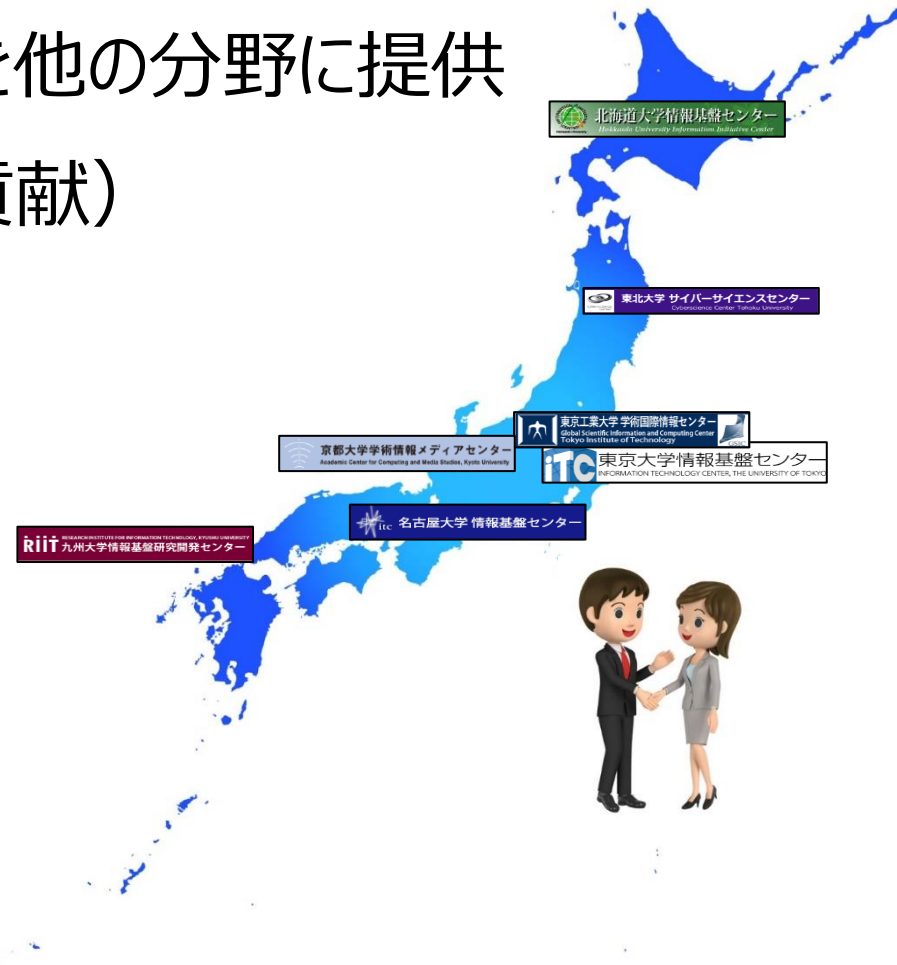 を他の分野に提供
貢献）
北海道大学情報基盤センター
Hokkaido University Information Initiative Center
東北大学 サイバーサイエンスセンター
Cyberscience Center Tohoku University
東京工業大学 学術国際情報センター
Global Scientific Information and Computing Center
Tokyo Institute of Technology
GSIC
京都大学学術情報メディアセンター
Academic Center for Computing and Media Studies, Kyoto University
iTC 東京大学情報基盤センター
INFORMATION TECHNOLOGY CENTER, THE UNIVERSITY OF TOKYO
itc 名古屋大学 情報基盤センター
RESEARCH INSTITUTE FOR INFORMATION TECHNOLOGY, KYUSHU UNIVERSITY
RIIT 九州大学情報基盤研究開発センター